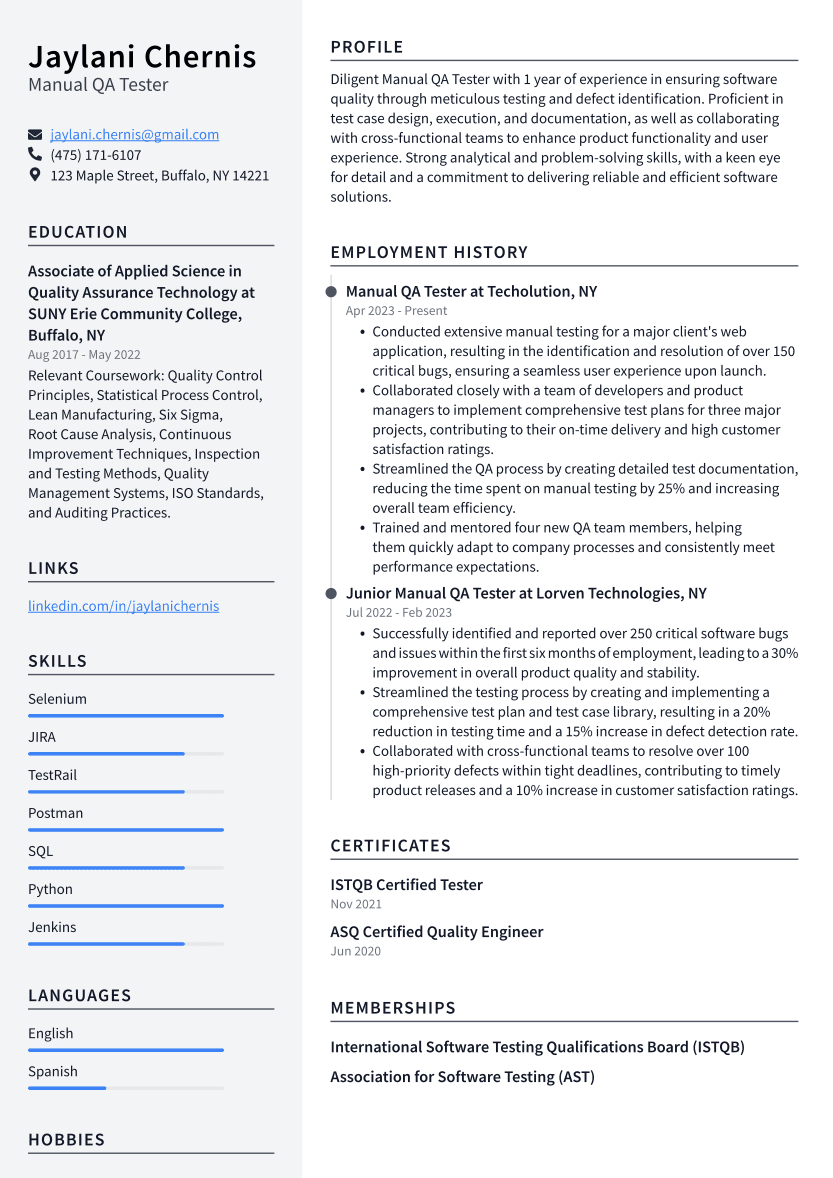 Jaylani Chernis
Manual QA Tester
jaylani.chernis@gmail.com
(475) 171-6107
123 Maple Street, Buffalo, NY 14221
EDUCATION
Associate of Applied Science in
Quality Assurance Technology at
SUNY Erie Community College,
Buffalo, NY
Aug 2017 - May 2022
Relevant Coursework: Quality Control
Principles, Statistical Process Control,
Lean Manufacturing, Six Sigma,
Root Cause Analysis, Continuous
Improvement Techniques, Inspection
and Testing Methods, Quality
Management Systems, ISO Standards,
and Auditing Practices.
LINKS
linkedin.com/in/jaylanichernis
SKILLS
Selenium
JIRA
TestRail
Postman
SQL
Python
Jenkins
LANGUAGES
English
Spanish
HOBBIES
PROFILE
Diligent Manual QA Tester with 1 year of experience in ensuring software
quality through meticulous testing and defect identification. Proficient in
test case design, execution, and documentation, as well as collaborating
with cross-functional teams to enhance product functionality and user
experience. Strong analytical and problem-solving skills, with a keen eye
for detail and a commitment to delivering reliable and efficient software
solutions.
EMPLOYMENT HISTORY
Manual QA Tester at Techolution, NY
Apr 2023 - Present
• Conducted extensive manual testing for a major client's web
application, resulting in the identification and resolution of over 150
critical bugs, ensuring a seamless user experience upon launch.
• Collaborated closely with a team of developers and product
managers to implement comprehensive test plans for three major
projects, contributing to their on-time delivery and high customer
satisfaction ratings.
• Streamlined the QA process by creating detailed test documentation,
reducing the time spent on manual testing by 25% and increasing
overall team efficiency.
• Trained and mentored four new QA team members, helping
them quickly adapt to company processes and consistently meet
performance expectations.
Junior Manual QA Tester at Lorven Technologies, NY
Jul 2022 - Feb 2023
• Successfully identified and reported over 250 critical software bugs
and issues within the first six months of employment, leading to a 30%
improvement in overall product quality and stability.
• Streamlined the testing process by creating and implementing a
comprehensive test plan and test case library, resulting in a 20%
reduction in testing time and a 15% increase in defect detection rate.
• Collaborated with cross-functional teams to resolve over 100
high-priority defects within tight deadlines, contributing to timely
product releases and a 10% increase in customer satisfaction ratings.
CERTIFICATES
ISTQB Certified Tester
Nov 2021
ASQ Certified Quality Engineer
Jun 2020
MEMBERSHIPS
International Software Testing Qualifications Board (ISTQB)
Association for Software Testing (AST)